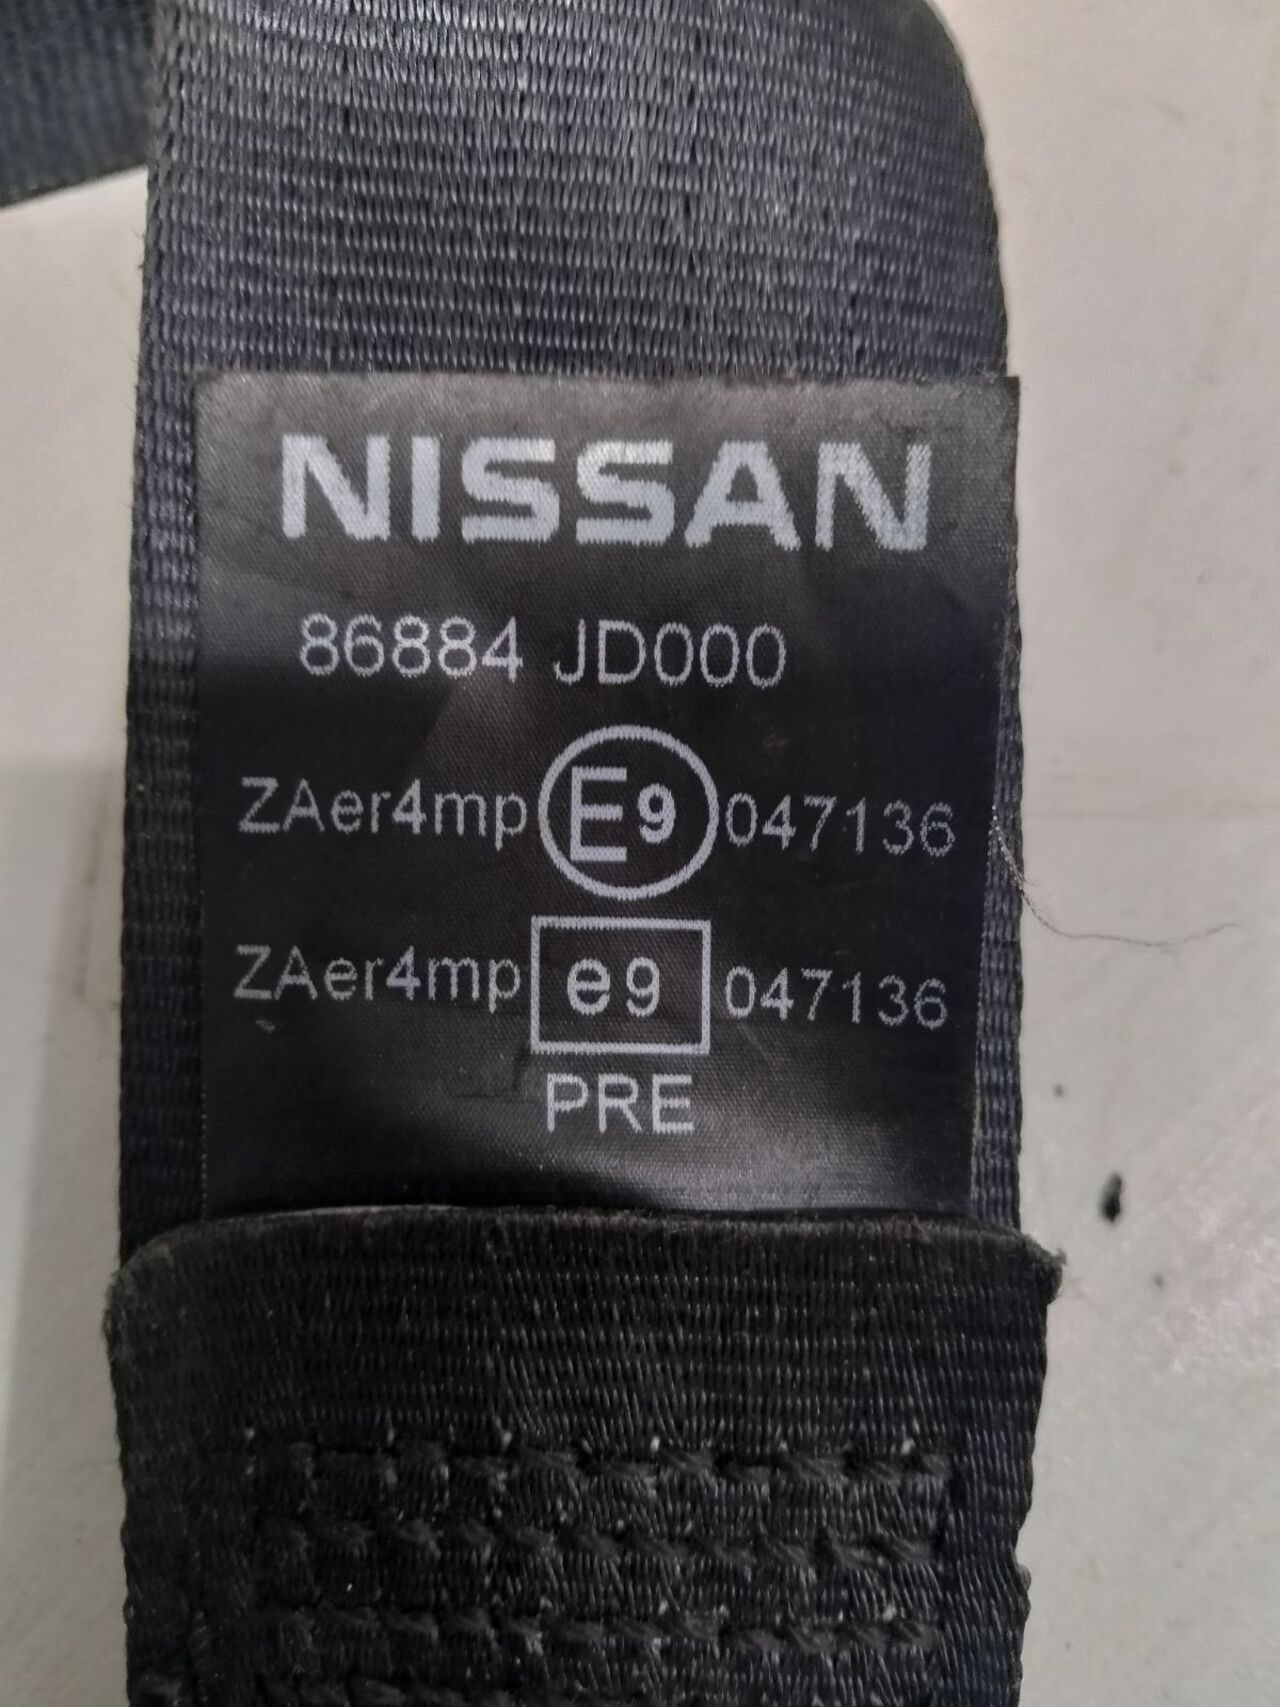 NISSAN
86884 JD000
ZAer4mp E9 047136
ZAer4mp e9 047136
PRE